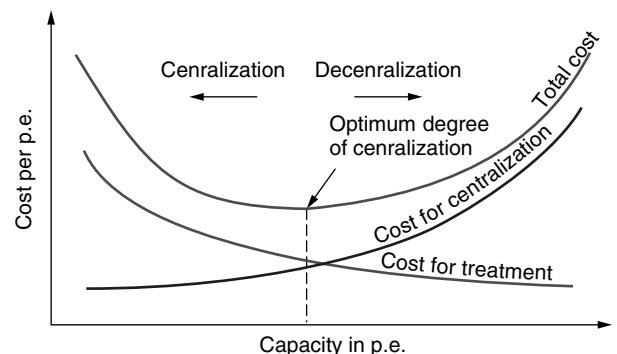 Cenralization
Decenralization
Total cost
Optimum degree
of cenralization
Cost for centralization
Cost for treatment
Cost per p.e.
Capacity in p.e.